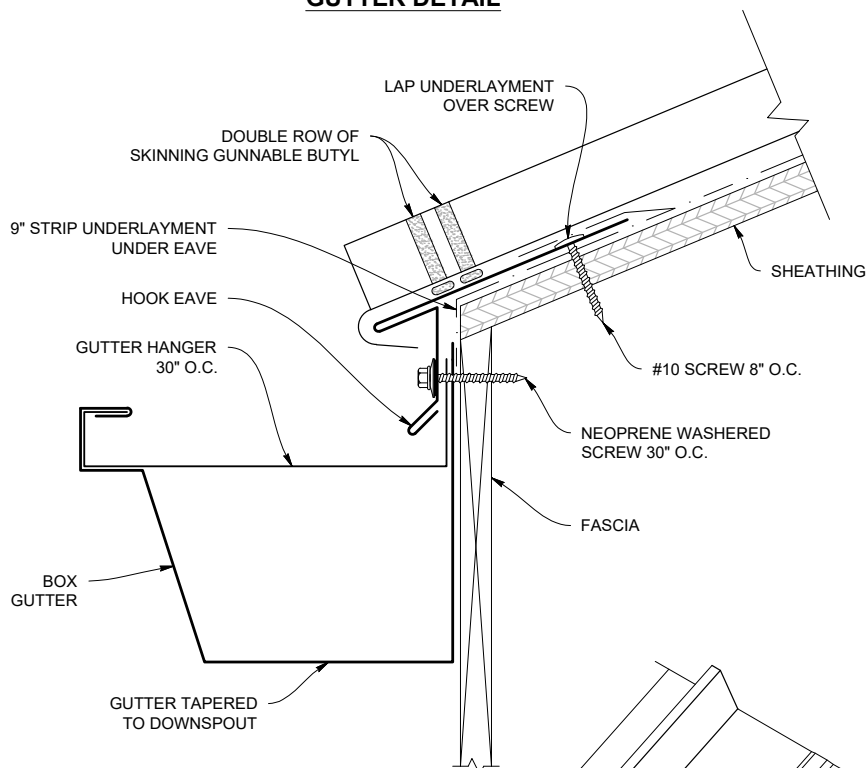 GUTTER DETAIL
LAP UNDERLAYMENT
OVER SCREW
DOUBLE ROW OF
SKINNING GUNNABLE BUTYL
9" STRIP UNDERLAYMENT
UNDER EAVE
SHEATHING
HOOK EAVE
GUTTER HANGER
30" O.C.
#10 SCREW 8" O.C.
NEOPRENE WASHERED
SCREW 30" O.C.
FASCIA
BOX
GUTTER
GUTTER TAPERED
TO DOWNSPOUT